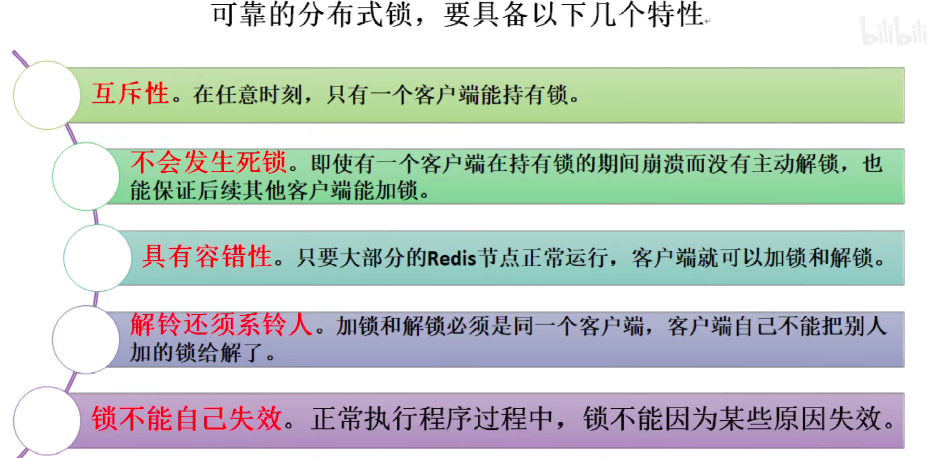 可靠的分布式锁，要具备以下几个特性
bilibili
互斥性。在任意时刻，只有一个客户端能持有锁。
不会发生死锁。即使有一个客户端在持有锁的期间崩溃而没有主动解锁，也
能保证后续其他客户端能加锁。
具有容错性。只要大部分的Redis节点正常运行，客户端就可以加锁和解锁。
解铃还须系铃人。加锁和解锁必须是同一个客户端，客户端自己不能把别人
加的锁给解了。
锁不能自己失效。正常执行程序过程中，锁不能因为某些原因失效。